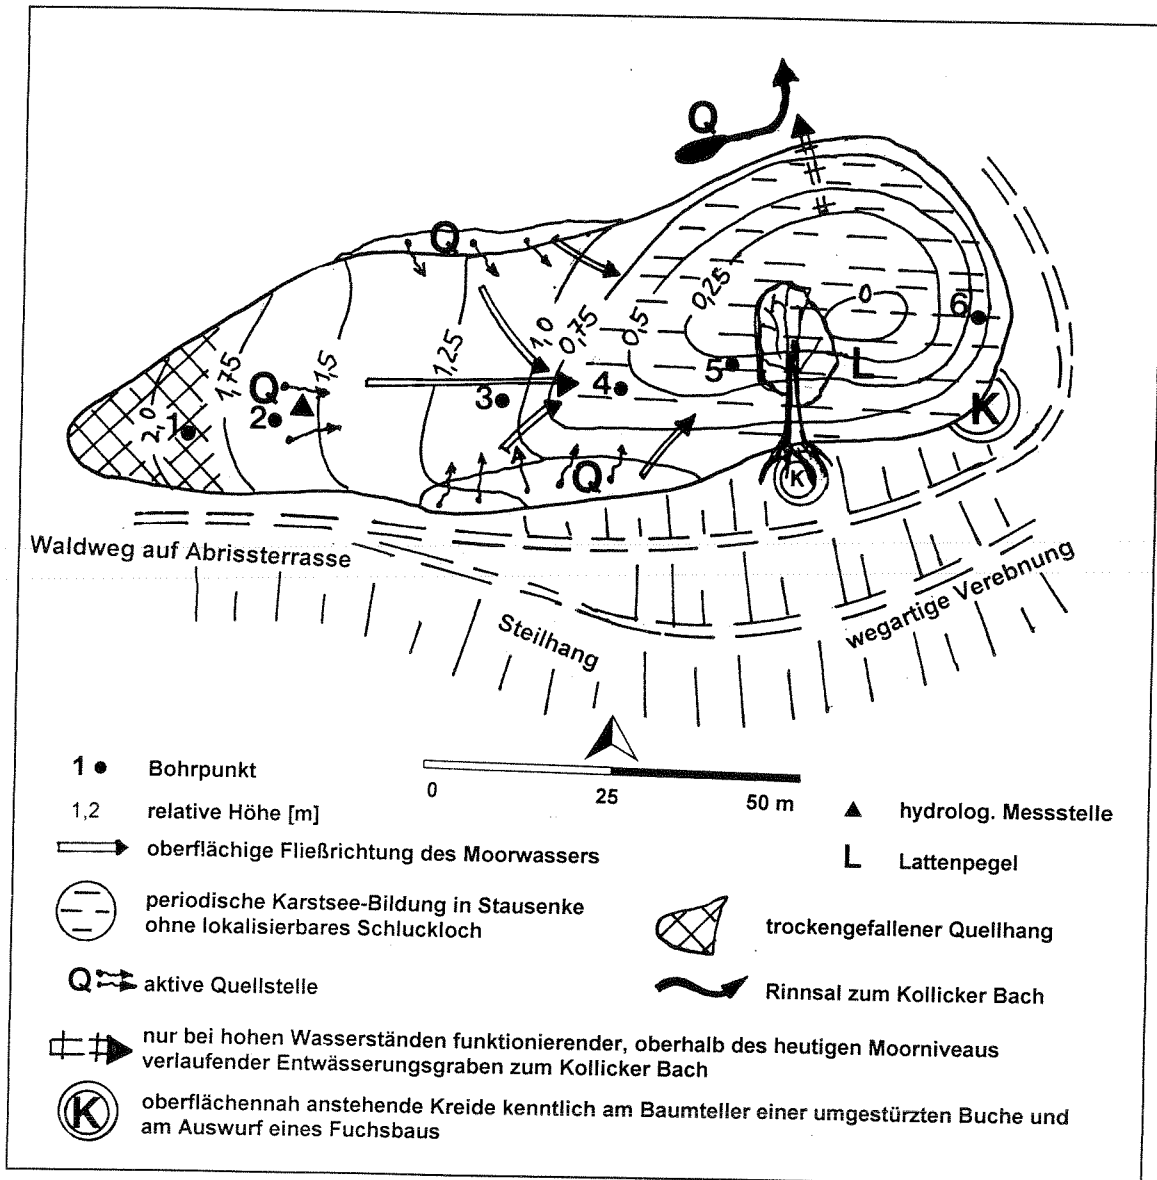 Q
Q
2,0
1
1,75
Q
2
1,5
1,25
3
1,0
0,75
4
0,5
0,25
5
0
L
6
K
Q
K
Waldweg auf Abrissterrasse
Steilhang
wegartige Verebnung
1 Bohrpunkt
1,2 relative Höhe [m]
oberflächige Fließrichtung des Moorwassers
periodische Karstsee-Bildung in Stausenke
ohne lokalisierbares Schluckloch
Q aktive Quellstelle
nur bei hohen Wasserständen funktionierender, oberhalb des heutigen Moorniveaus
verlaufender Entwässerungsgraben zum Kollicker Bach
K oberflächennah anstehende Kreide kenntlich am Baumteller einer umgestürzten Buche und
am Auswurf eines Fuchsbaus
0 25 50 m
hydrolog. Messstelle
L Lattenpegel
trockengefallener Quellhang
Rinnsal zum Kollicker Bach